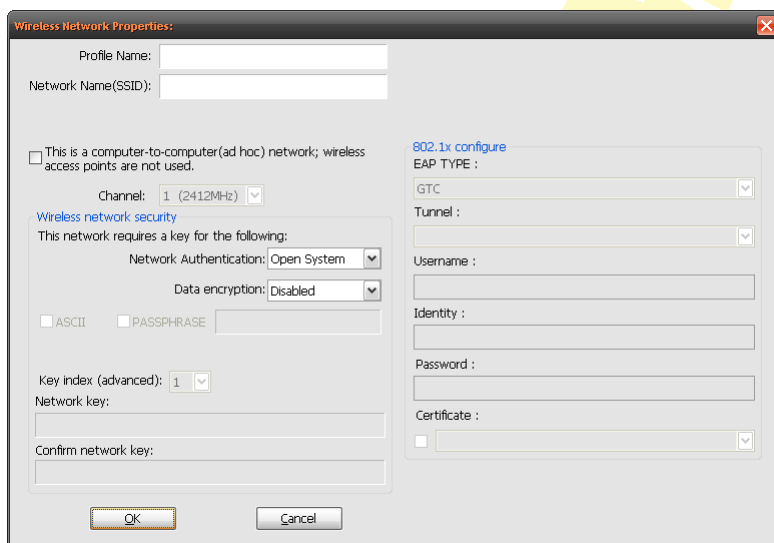 Wireless Network Properties:
Profile Name:
Network Name(SSID):
This is a computer-to-computer(ad hoc) network; wireless
access points are not used.
Channel: 1 (2412MHz)
Wireless network security
This network requires a key for the following:
Network Authentication: Open System
Data encryption: Disabled
ASCII PASSPHRASE
Key index (advanced): 1
Network key:
Confirm network key:
802.1x configure
EAP TYPE :
GTC
Tunnel :
Username :
Identity :
Password :
Certificate :
OK Cancel